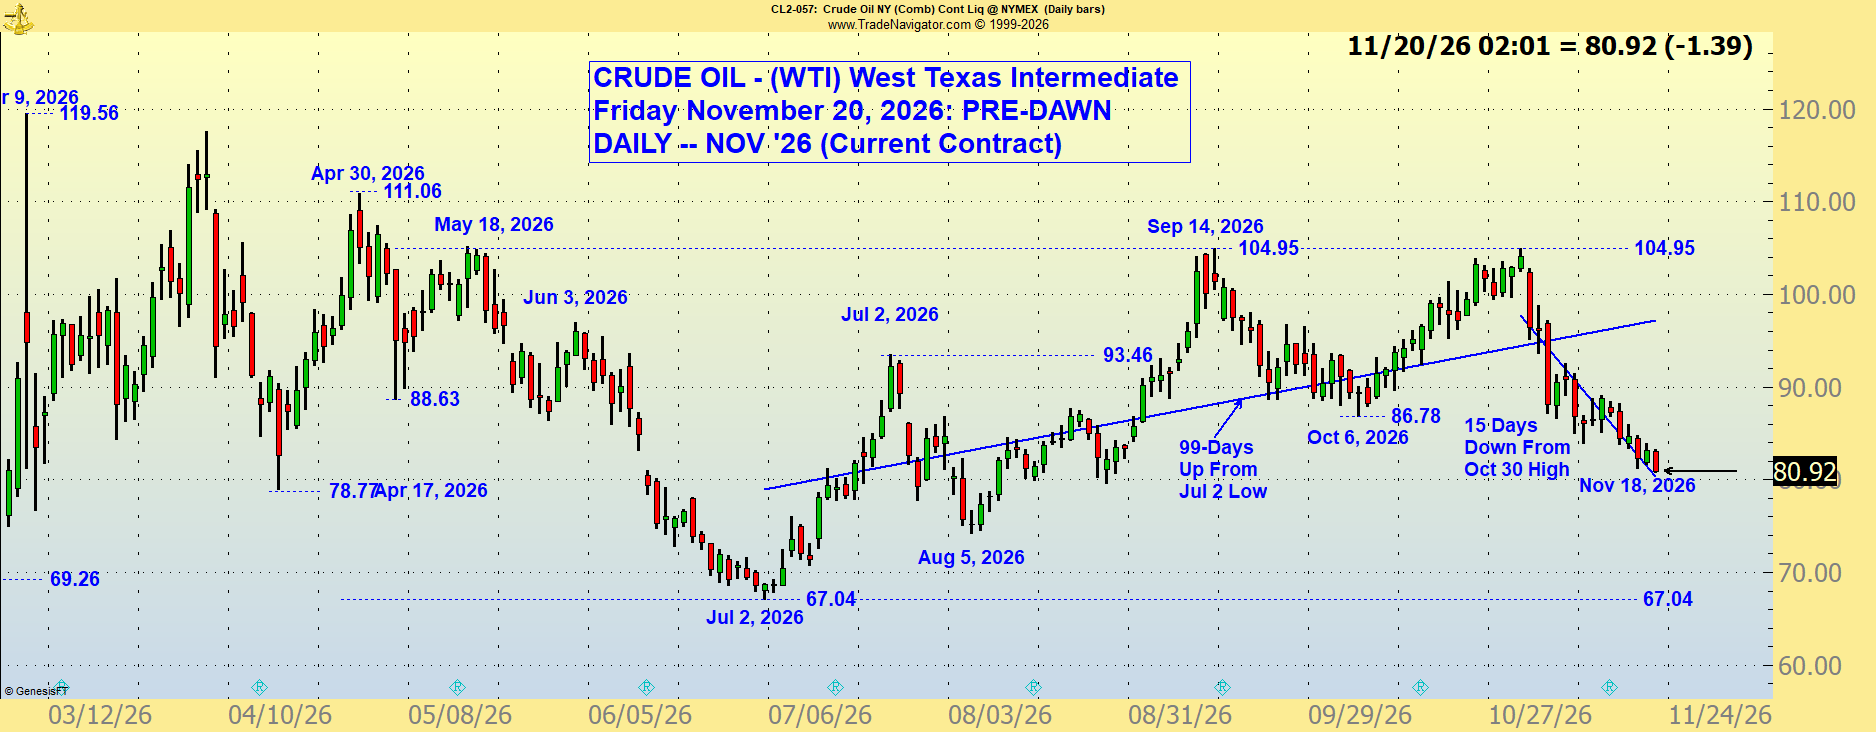 CL2-057: Crude Oil NY (Comb) Cont Liq @ NYMEX (Daily bars)
www.TradeNavigator.com © 1999-2026
11/20/26 02:01 = 80.92 (-1.39)
CRUDE OIL - (WTI) West Texas Intermediate
Friday November 20, 2026: PRE-DAWN
DAILY -- NOV '26 (Current Contract)
r 9, 2026
119.56
Apr 30, 2026
111.06
May 18, 2026
Sep 14, 2026
104.95
104.95
Jun 3, 2026
Jul 2, 2026
93.46
88.63
86.78
Oct 6, 2026
99-Days
Up From
Jul 2 Low
15 Days
Down From
Oct 30 High
Nov 18, 2026
78.77
Apr 17, 2026
Aug 5, 2026
69.26
67.04
67.04
Jul 2, 2026
120.00
110.00
100.00
90.00
80.92
70.00
60.00
© GenesisFT
R R R R R R R R R
03/12/26 04/10/26 05/08/26 06/05/26 07/06/26 08/03/26 08/31/26 09/29/26 10/27/26 11/24/26